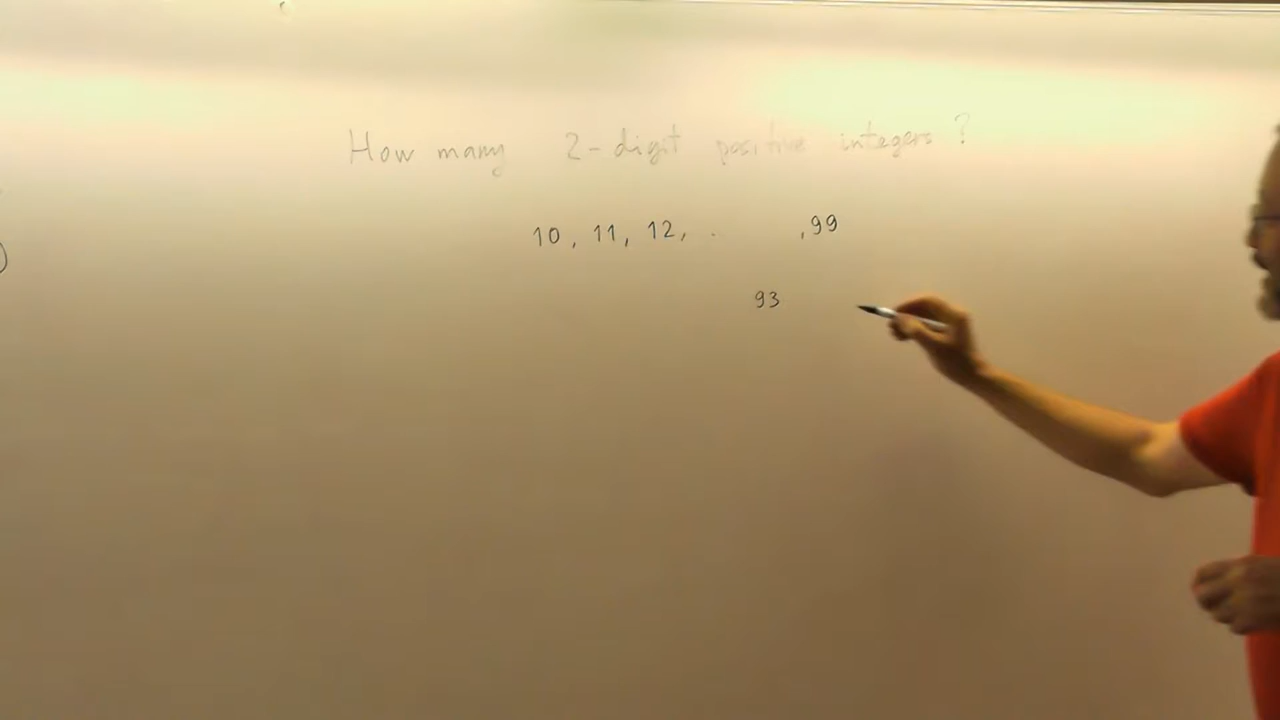 How many 2-digit positive integers?
10, 11, 12, .. , 99
93